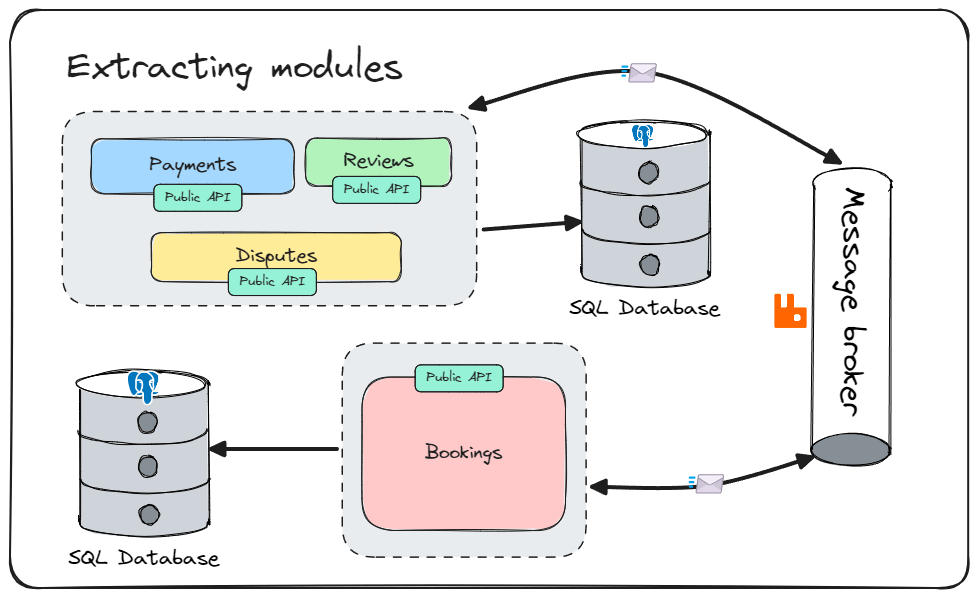 Extracting modules
Payments
Public API
Reviews
Public API
Disputes
Public API
SQL Database
Message broker
Public API
Bookings
SQL Database